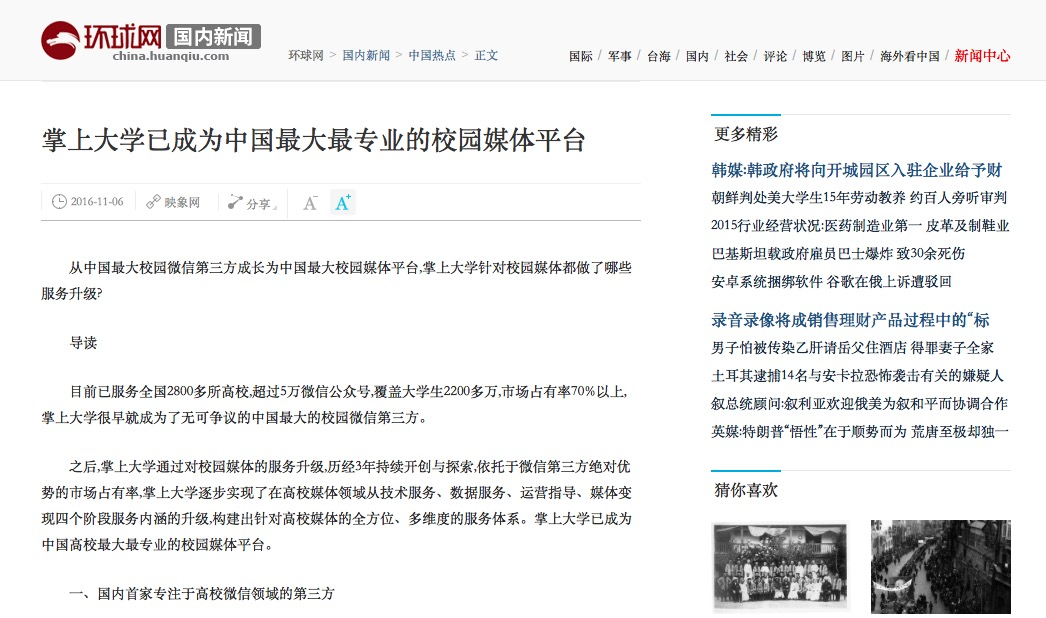 环球网 国内新闻
china.huanqiu.com
环球网 > 国内新闻 > 中国热点 > 正文
国际 / 军事 / 台海 / 国内 / 社会 / 评论 / 博览 / 图片 / 海外看中国 / 新闻中心
掌上大学已成为中国最大最专业的校园媒体平台
2016-11-06 映象网 分享 A- A+
从中国最大校园微信第三方成长为中国最大校园媒体平台,掌上大学针对校园媒体都做了哪些
服务升级?
导读
目前已服务全国2800多所高校,超过5万微信公众号,覆盖大学生2200多万,市场占有率70%以上,
掌上大学很早就成为了无可争议的中国最大的校园微信第三方。
之后,掌上大学通过对校园媒体的服务升级,历经3年持续开创与探索,依托于微信第三方绝对优
势的市场占有率,掌上大学逐步实现了在高校媒体领域从技术服务、数据服务、运营指导、媒体变
现四个阶段服务内涵的升级,构建出针对高校媒体的全方位、多维度的服务体系。掌上大学已成为
中国高校最大最专业的校园媒体平台。
一、国内首家专注于高校微信领域的第三方
更多精彩
韩媒:韩政府将向开城园区入驻企业给予财
朝鲜判处美大学生15年劳动教养 约百人旁听审判
2015行业经营状况:医药制造业第一 皮革及制鞋业
巴基斯坦载政府雇员巴士爆炸 致30余死伤
安卓系统捆绑软件 谷歌在俄上诉遭驳回
录音录像将成销售理财产品过程中的“标
男子怕被传染乙肝请岳父住酒店 得罪妻子全家
土耳其逮捕14名与安卡拉恐怖袭击有关的嫌疑人
叙总统顾问:叙利亚欢迎俄美为叙和平而协调合作
英媒:特朗普“悟性”在于顺势而为 荒唐至极却独一
猜你喜欢